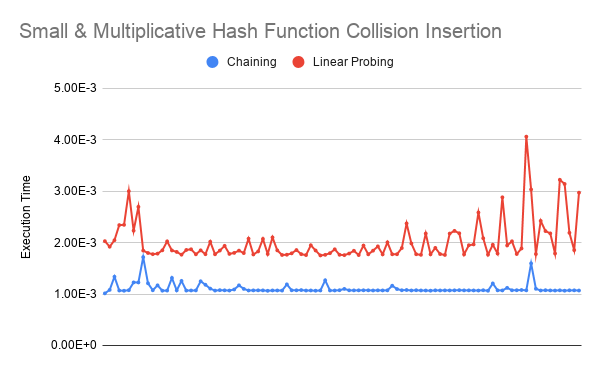 Small & Multiplicative Hash Function Collision Insertion
Chaining
Linear Probing
5.00E-3
4.00E-3
3.00E-3
2.00E-3
1.00E-3
0.00E+0
Execution Time